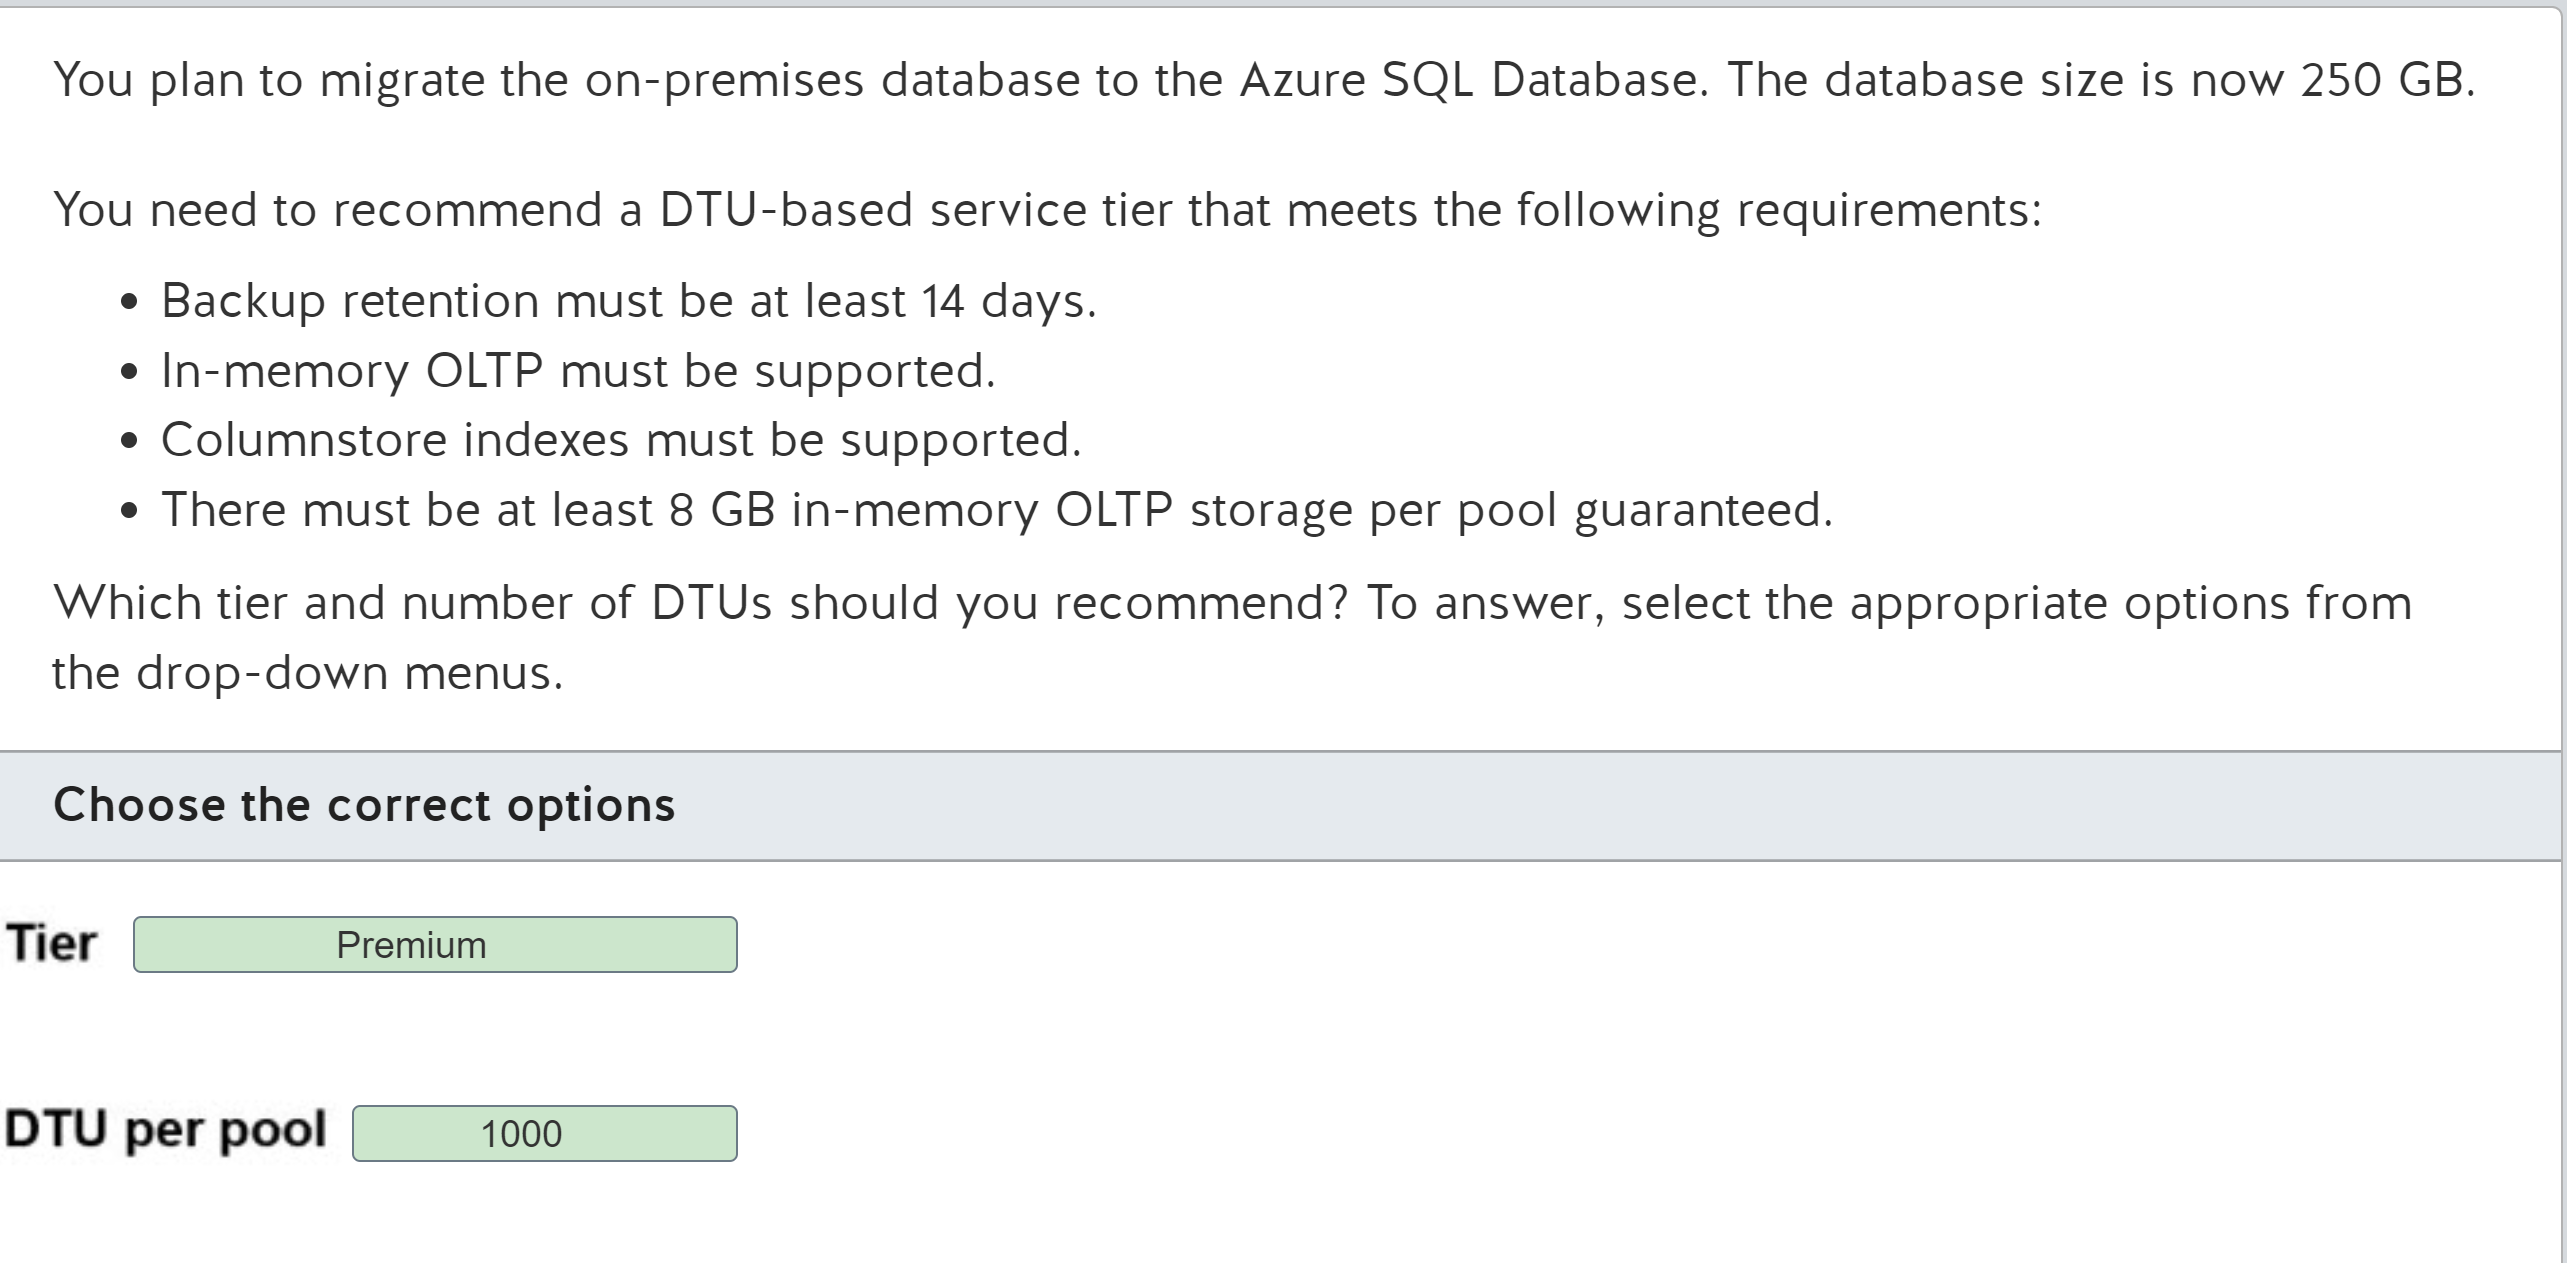 You plan to migrate the on-premises database to the Azure SQL Database. The database size is now 250 GB.
You need to recommend a DTU-based service tier that meets the following requirements:
• Backup retention must be at least 14 days.
• In-memory OLTP must be supported.
• Columnstore indexes must be supported.
• There must be at least 8 GB in-memory OLTP storage per pool guaranteed.
Which tier and number of DTUs should you recommend? To answer, select the appropriate options from
the drop-down menus.
Choose the correct options
Tier Premium
DTU per pool 1000